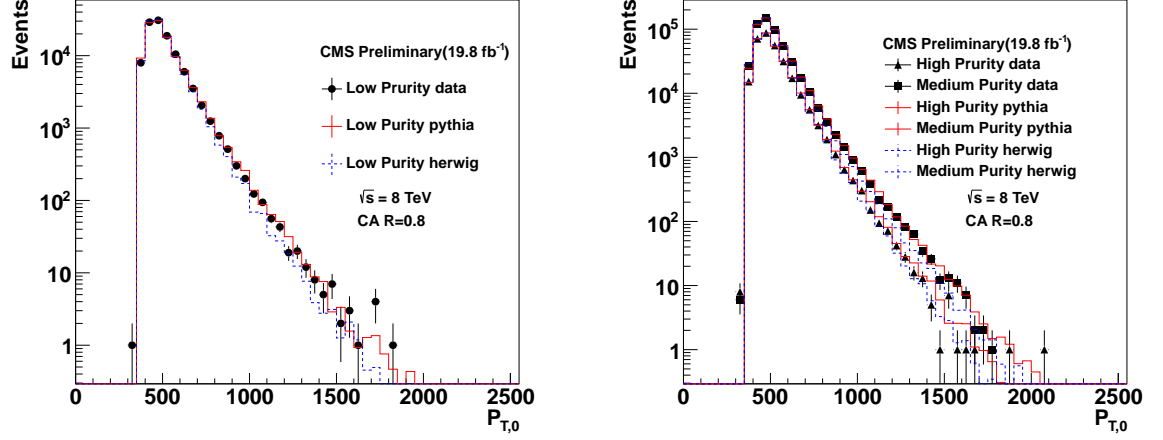 Events
10⁴
10³
10²
10
1
CMS Preliminary(19.8 fb⁻¹)
Low Prurity data
Low Purity pythia
Low Purity herwig
√s = 8 TeV
CA R=0.8
0 500 1000 1500 2000 2500
P_T,0
Events
10⁵
10⁴
10³
10²
10
1
CMS Preliminary(19.8 fb⁻¹)
High Purity data
Medium Purity data
High Purity pythia
Medium Purity pythia
High Purity herwig
Medium Purity herwig
√s = 8 TeV
CA R=0.8
0 500 1000 1500 2000 2500
P_T,0